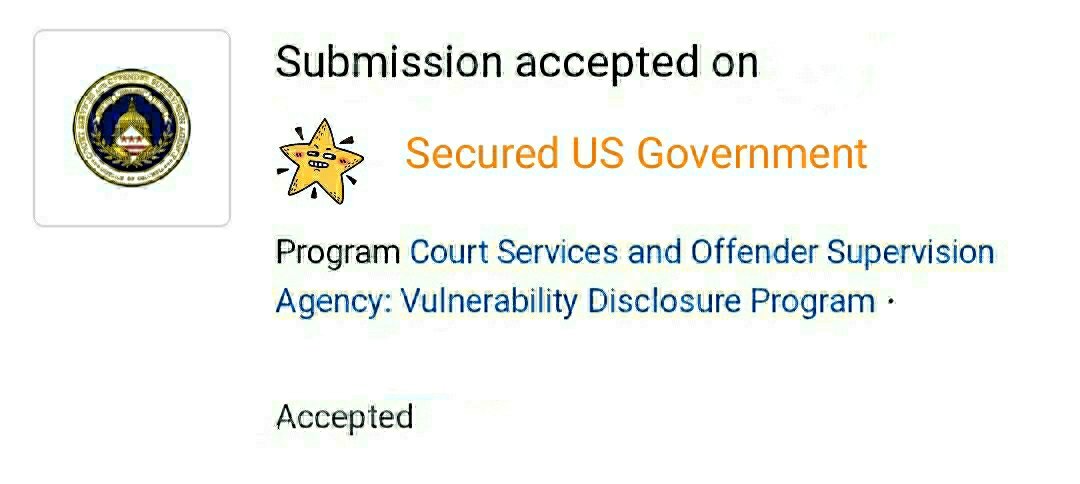 Submission accepted on
Secured US Government
Program Court Services and Offender Supervision
Agency: Vulnerability Disclosure Program ·
Accepted